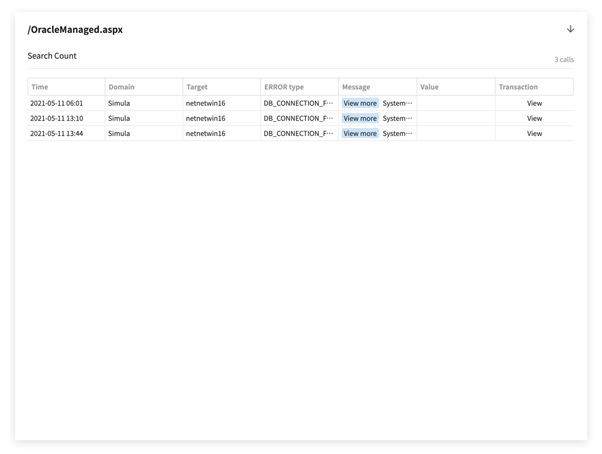 /OracleManaged.aspx
Search Count
3 calls
Time Domain Target ERROR type Message Value Transaction
2021-05-11 06:01 Simula netnetwin16 DB_CONNECTION_F··· View more System··· View
2021-05-11 13:10 Simula netnetwin16 DB_CONNECTION_F··· View more System··· View
2021-05-11 13:44 Simula netnetwin16 DB_CONNECTION_F··· View more System··· View